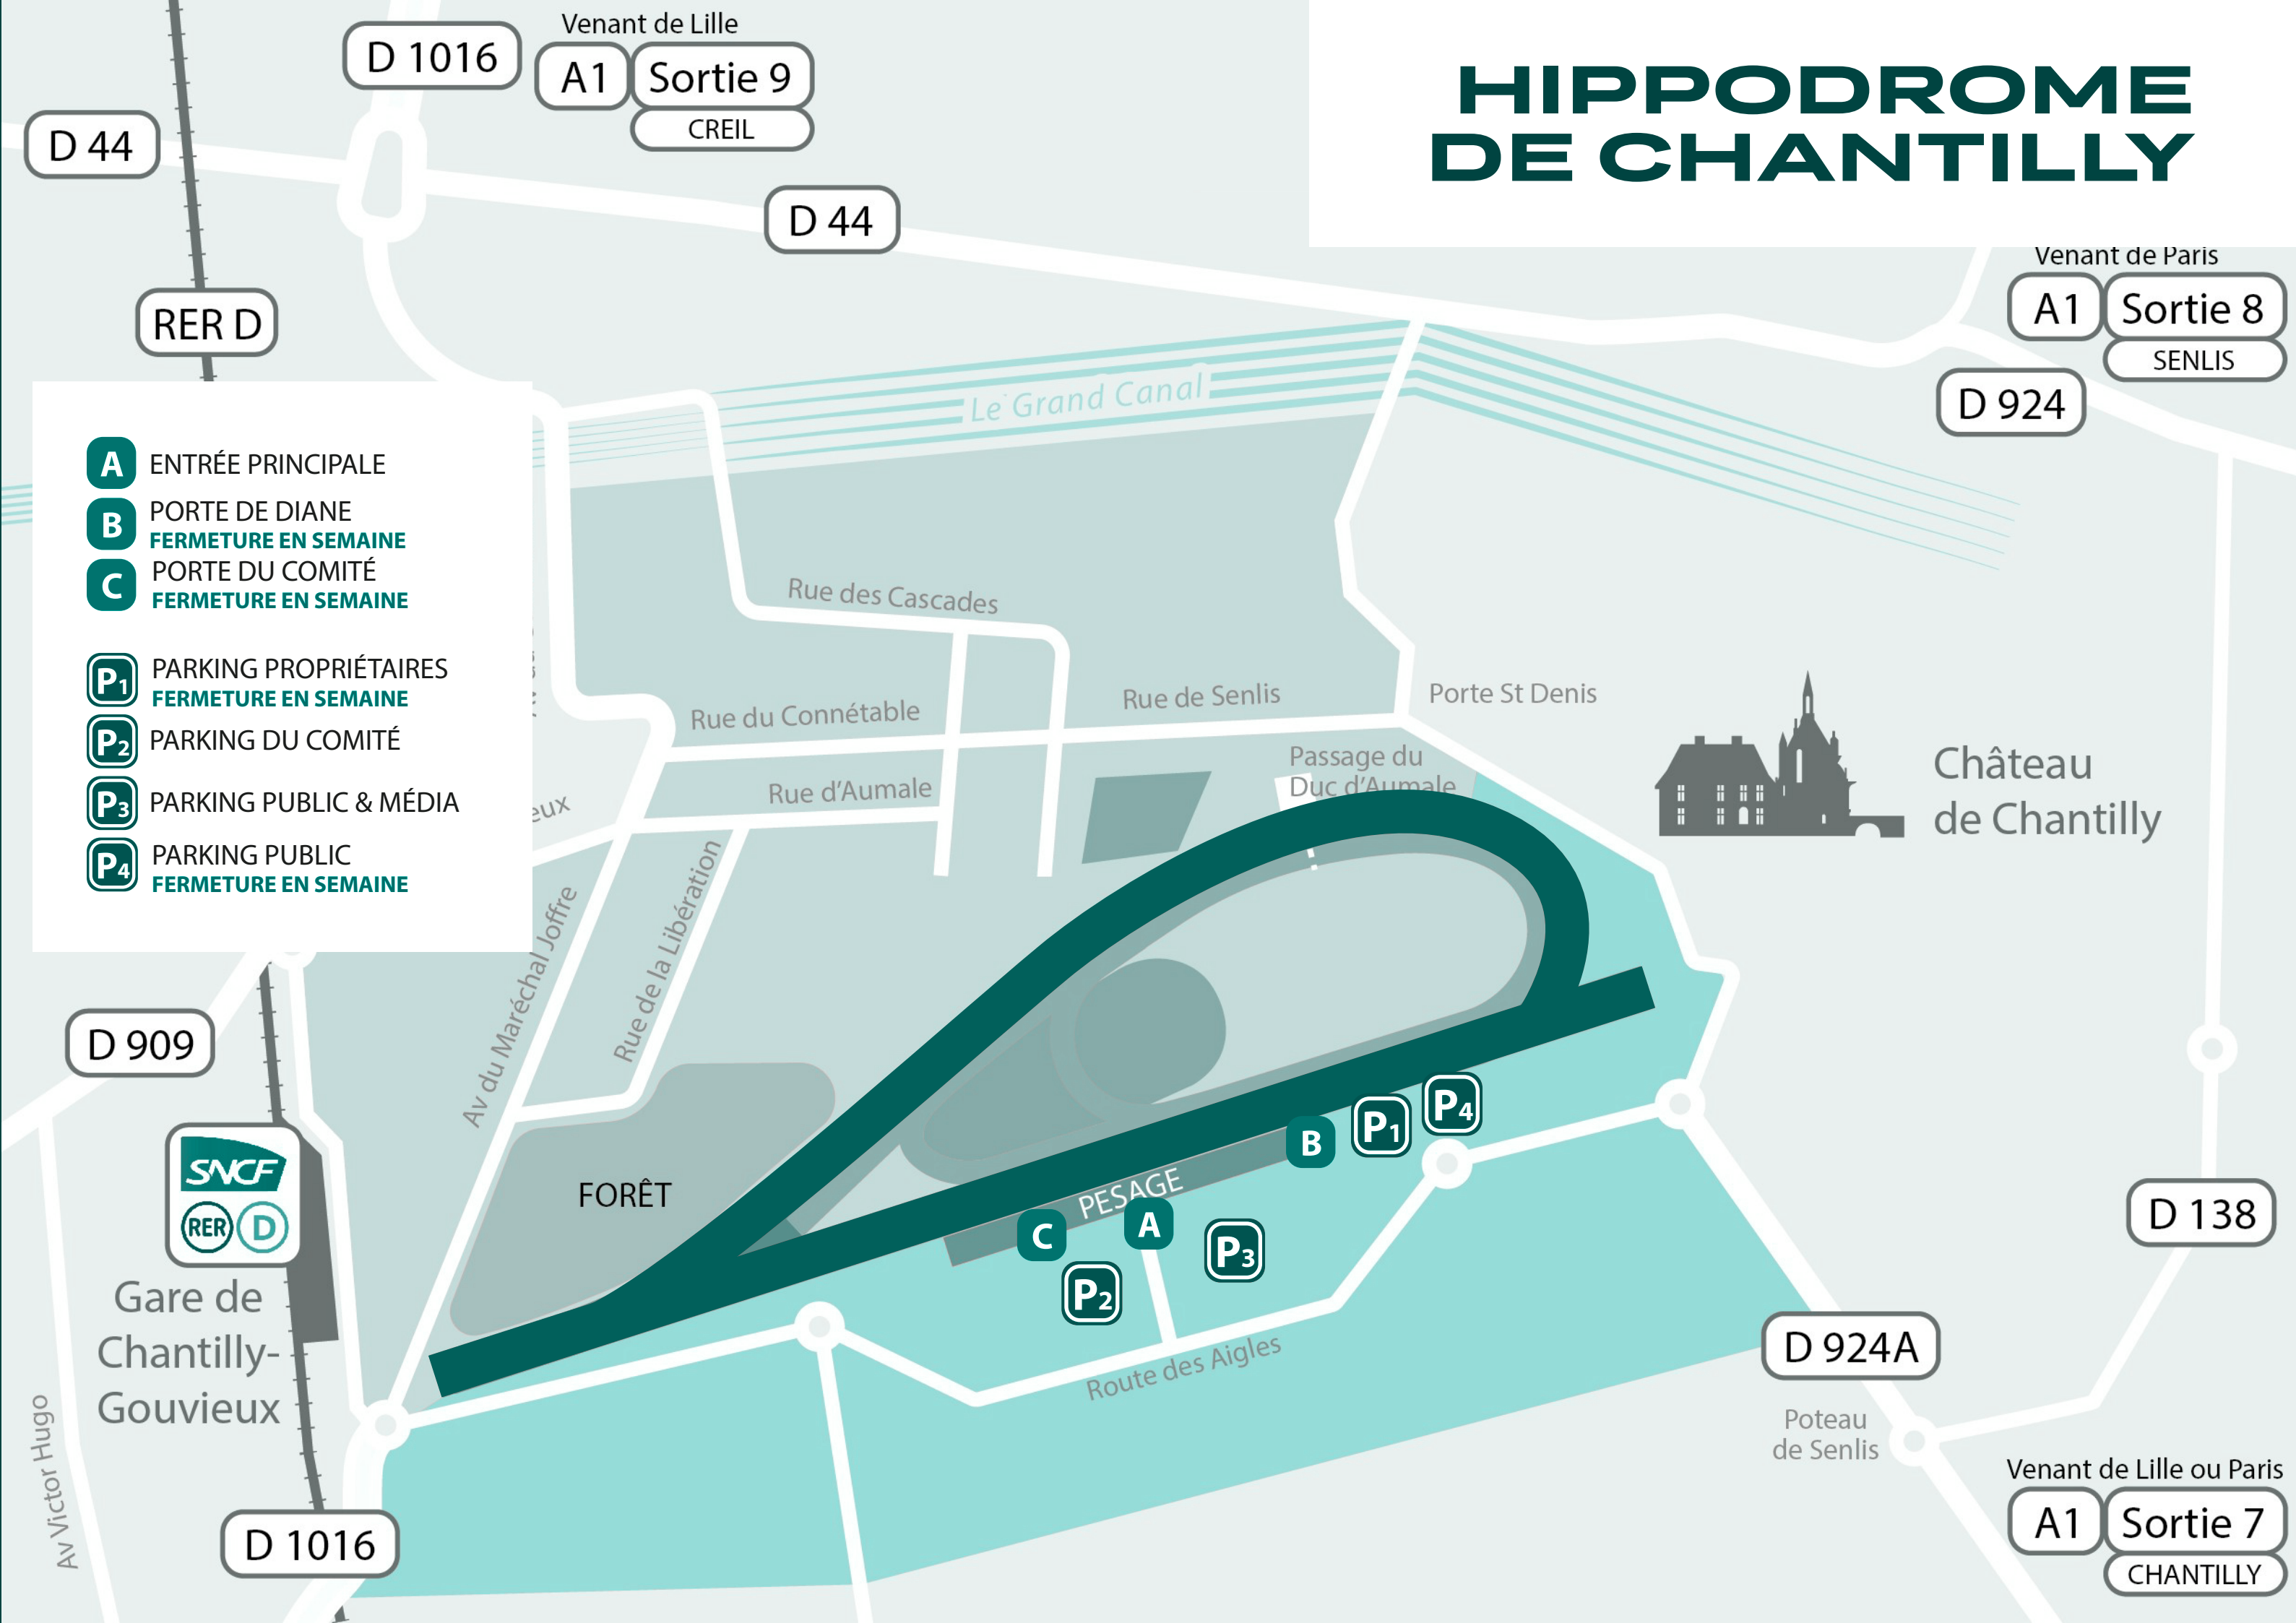 HIPPODROME
DE CHANTILLY
D 1016
Venant de Lille
A1
Sortie 9
CREIL
D 44
D 44
RER D
Venant de Paris
A1
Sortie 8
SENLIS
D 924
Le Grand Canal
A ENTRÉE PRINCIPALE
B PORTE DE DIANE
FERMETURE EN SEMAINE
C PORTE DU COMITÉ
FERMETURE EN SEMAINE
P1 PARKING PROPRIÉTAIRES
FERMETURE EN SEMAINE
P2 PARKING DU COMITÉ
P3 PARKING PUBLIC & MÉDIA
P4 PARKING PUBLIC
FERMETURE EN SEMAINE
Rue des Cascades
Rue du Connétable
Rue de Senlis
Porte St Denis
Passage du
Duc d'Aumale
Rue d'Aumale
Château
de Chantilly
eux
Av du Maréchal Joffre
Rue de la Libération
D 909
FORÊT
PESAGE
A
B
C
P1
P2
P3
P4
Route des Aigles
SNCF
RER D
Gare de
Chantilly-
Gouvieux
Av Victor Hugo
D 1016
D 138
D 924A
Poteau
de Senlis
Venant de Lille ou Paris
A1
Sortie 7
CHANTILLY